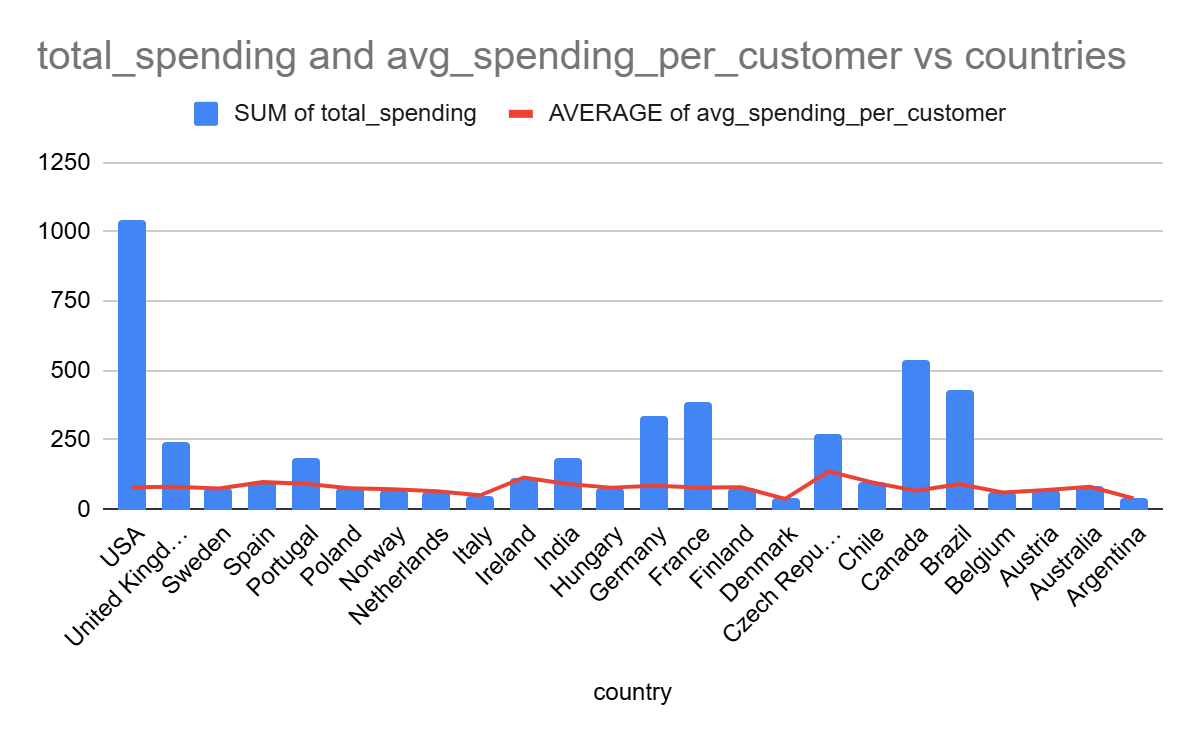 total_spending and avg_spending_per_customer vs countries
SUM of total_spending
AVERAGE of avg_spending_per_customer
1250
1000
750
500
250
0
USA
United Kingd…
Sweden
Spain
Portugal
Poland
Norway
Netherlands
Italy
Ireland
India
Hungary
Germany
France
Finland
Denmark
Czech Repu…
Chile
Canada
Brazil
Belgium
Austria
Australia
Argentina
country